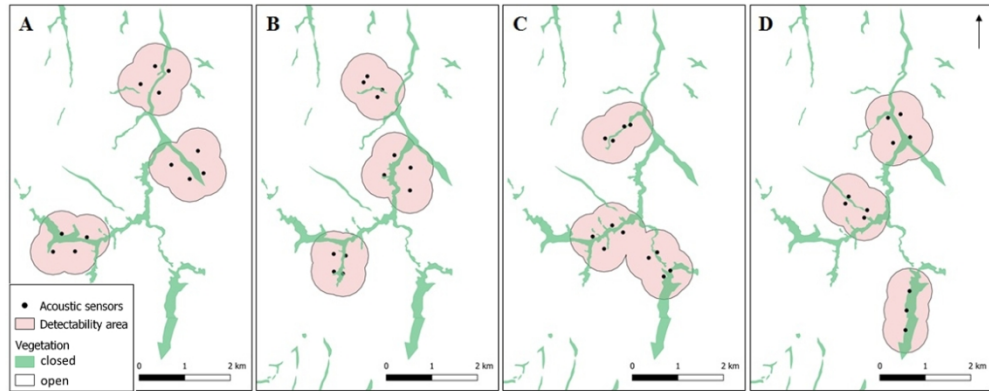 A
B
C
D
Acoustic sensors
Detectability area
Vegetation
closed
open
0 1 2 km
0 1 2 km
0 1 2 km
0 1 2 km